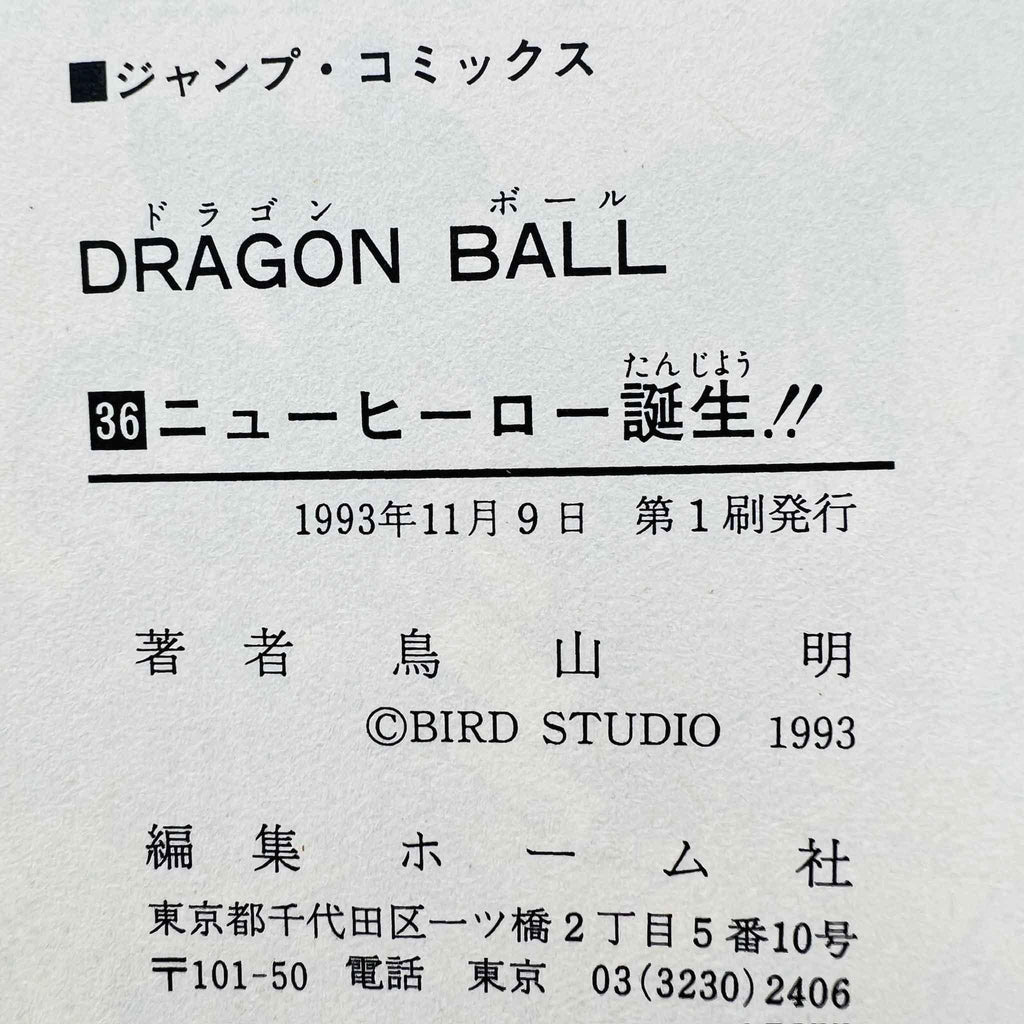 ■ジャンプ・コミックス
ドラゴン ボール
DRAGON BALL
たんじょう
36 ニューヒーロー誕生!!
1993年11月9日 第1刷発行
著者 鳥山明
©BIRD STUDIO 1993
編集 ホーム社
東京都千代田区一ツ橋2丁目5番10号
〒101-50 電話 東京 03(3230)2406